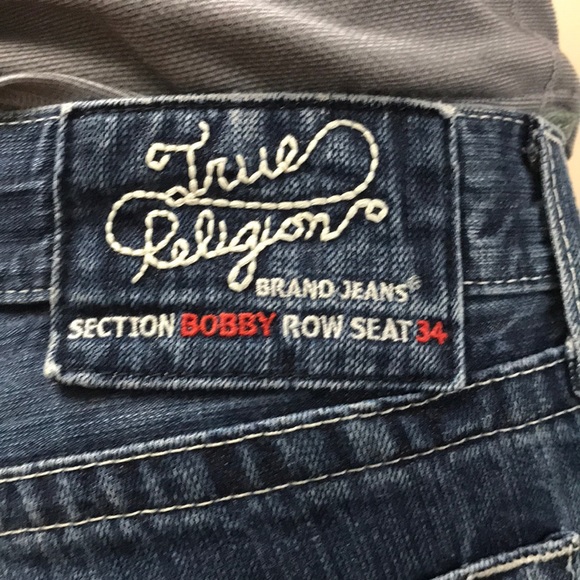 True
Religion
BRAND JEANS®
SECTION BOBBY ROW SEAT 34